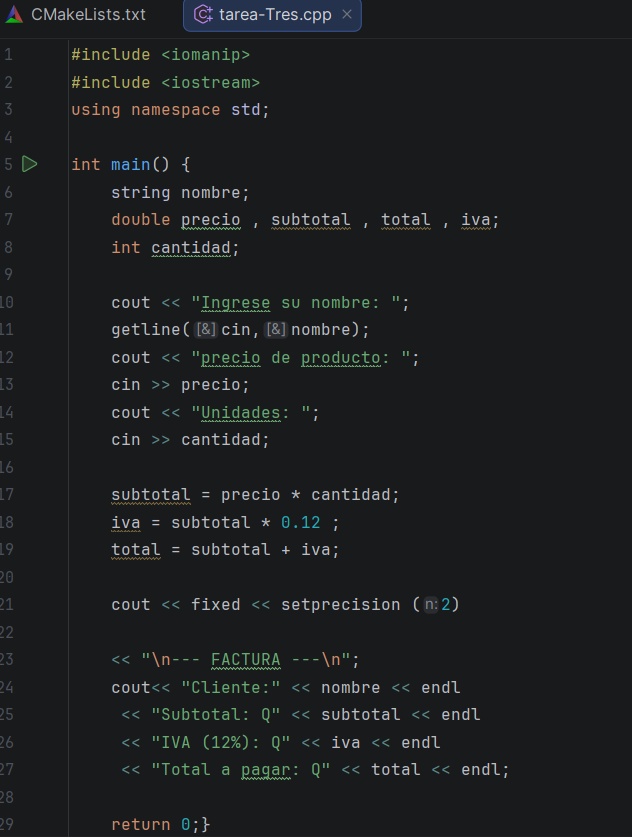 CMakeLists.txt tarea-Tres.cpp ×
1 #include <iomanip>
2 #include <iostream>
3 using namespace std;
4
5 int main() {
6 string nombre;
7 double precio , subtotal , total , iva;
8 int cantidad;
9
10 cout << "Ingrese su nombre: ";
11 getline([&]cin,[&]nombre);
12 cout << "precio de producto: ";
13 cin >> precio;
14 cout << "Unidades: ";
15 cin >> cantidad;
16
17 subtotal = precio * cantidad;
18 iva = subtotal * 0.12 ;
19 total = subtotal + iva;
20
21 cout << fixed << setprecision (n:2)
22
23 << "\n--- FACTURA ---\n";
24 cout<< "Cliente:" << nombre << endl
25 << "Subtotal: Q" << subtotal << endl
26 << "IVA (12%): Q" << iva << endl
27 << "Total a pagar: Q" << total << endl;
28
29 return 0;}